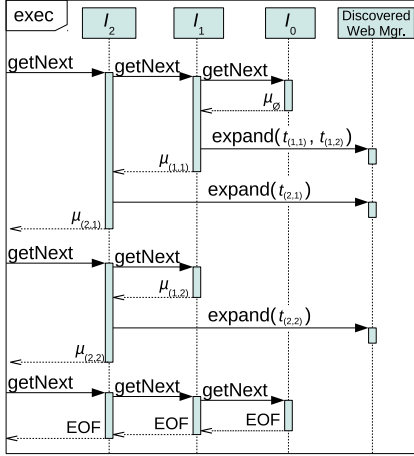 exec
I₂ I₁ I₀ Discovered Web Mgr.
getNext getNext getNext
μ∅
expand(t₍₁,₁₎, t₍₁,₂₎)
μ₍₁,₁₎
expand(t₍₂,₁₎)
μ₍₂,₁₎
getNext getNext
μ₍₁,₂₎
expand(t₍₂,₂₎)
μ₍₂,₂₎
getNext getNext getNext
EOF EOF EOF